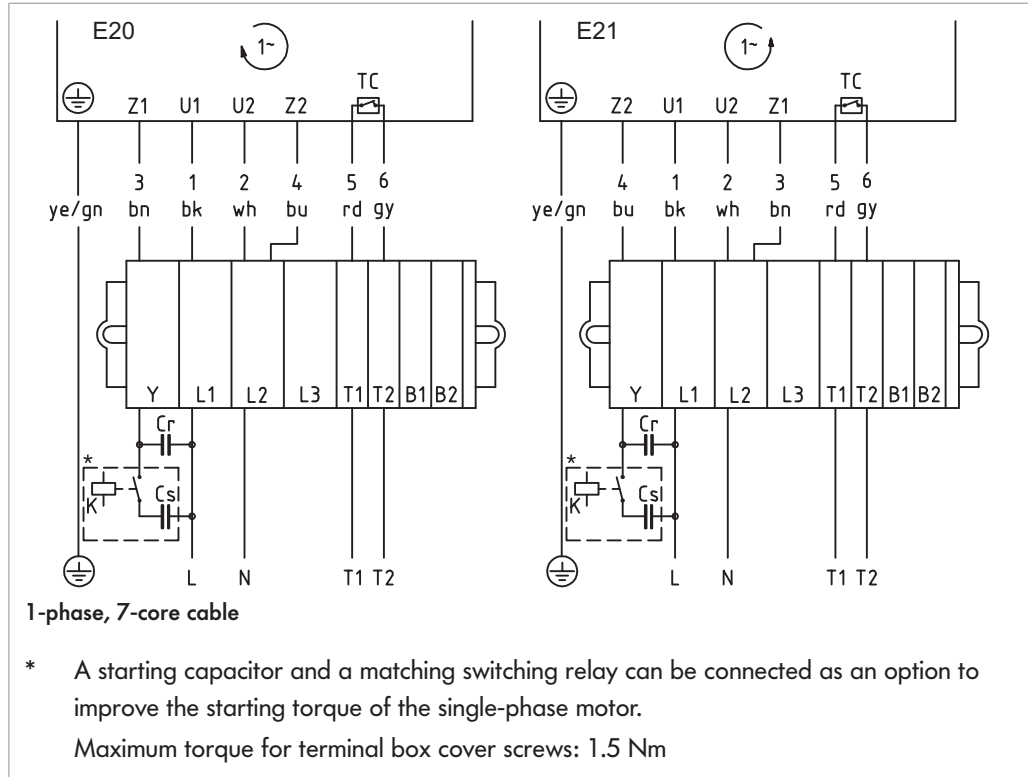 E20 E21
1~ 1~
TC TC
Z1 U1 U2 Z2 Z2 U1 U2 Z1
3 1 2 4 5 6 4 1 2 3 5 6
ye/gn bn bk wh bu rd gy ye/gn bu bk wh bn rd gy
Y L1 L2 L3 T1 T2 B1 B2 Y L1 L2 L3 T1 T2 B1 B2
Cr Cr
* *
K Cs K Cs
L N T1 T2 L N T1 T2
1-phase, 7-core cable
* A starting capacitor and a matching switching relay can be connected as an option to
improve the starting torque of the single-phase motor.
Maximum torque for terminal box cover screws: 1.5 Nm